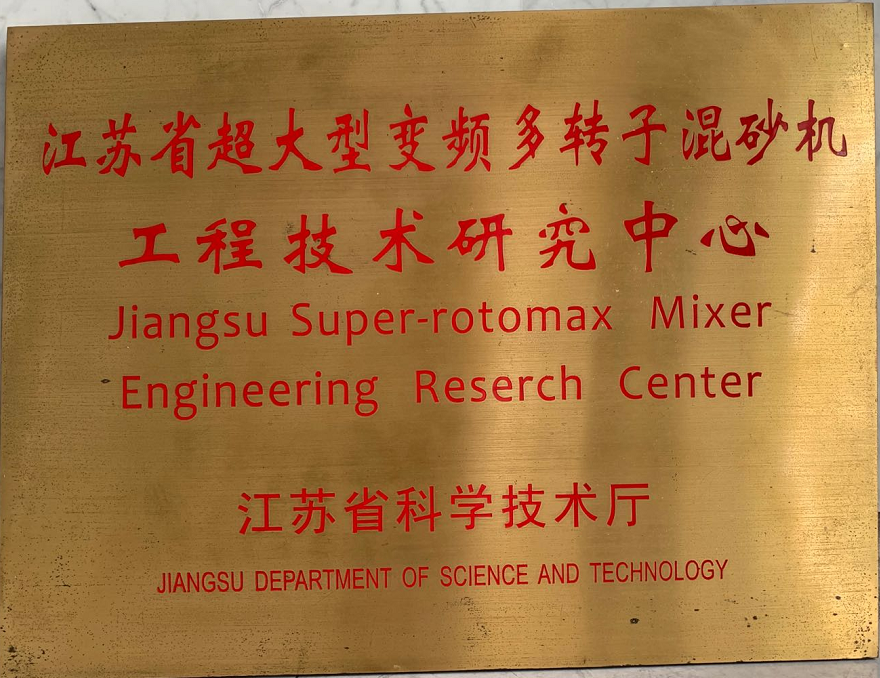 江苏省超大型变频多转子混砂机
工程技术研究中心
Jiangsu Super-rotomax Mixer
Engineering Reserch Center
江苏省科学技术厅
JIANGSU DEPARTMENT OF SCIENCE AND TECHNOLOGY